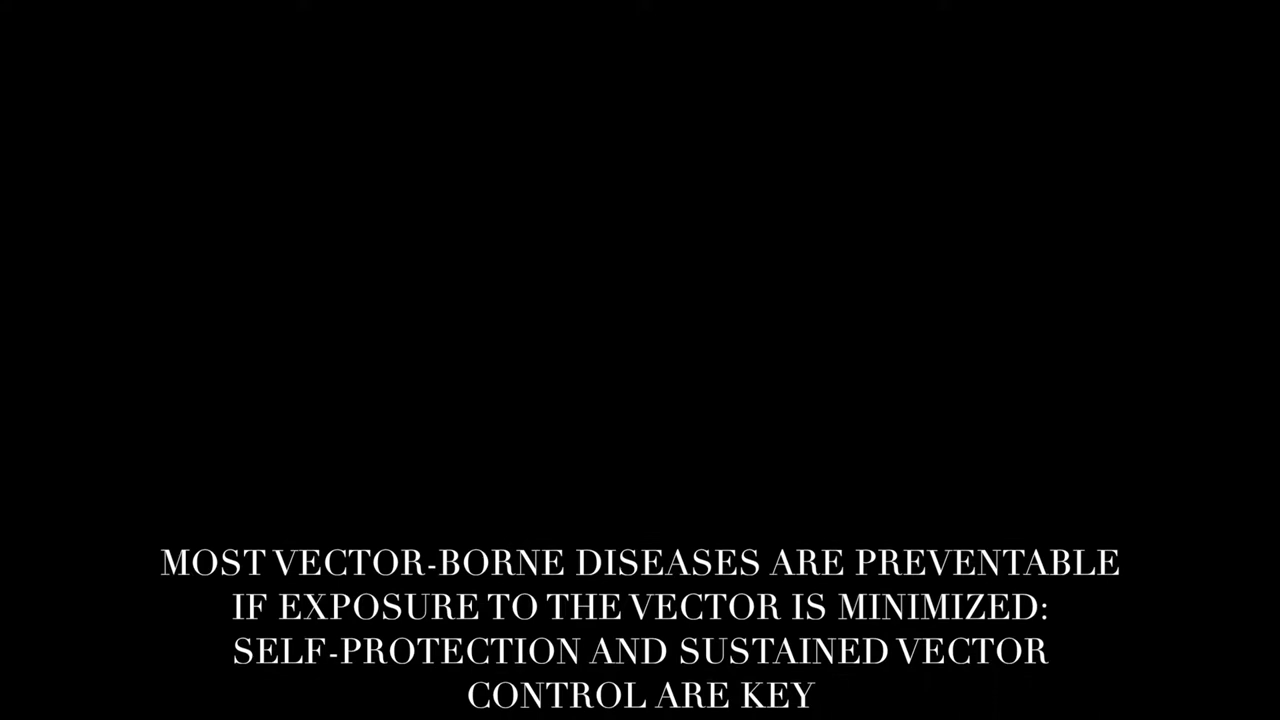 MOST VECTOR-BORNE DISEASES ARE PREVENTABLE
IF EXPOSURE TO THE VECTOR IS MINIMIZED:
SELF-PROTECTION AND SUSTAINED VECTOR
CONTROL ARE KEY